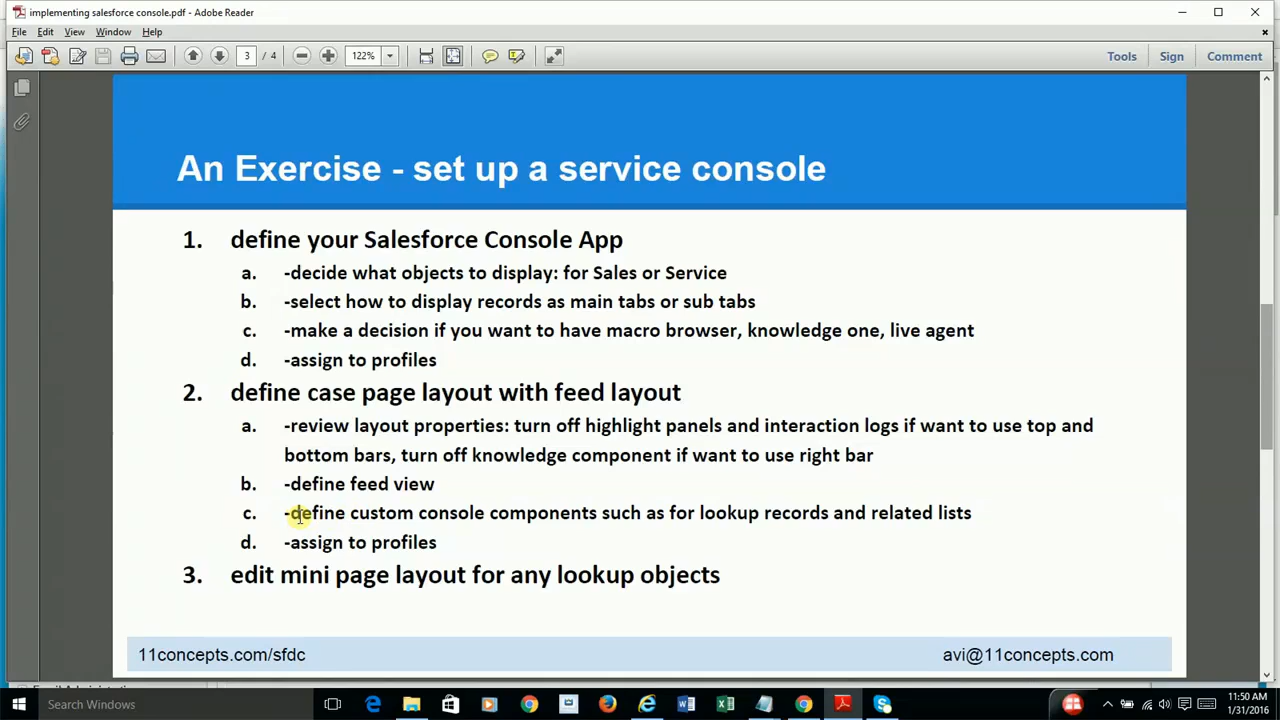 implementing salesforce console.pdf - Adobe Reader
File Edit View Window Help
3 / 4 122% Tools Sign Comment
An Exercise - set up a service console
1. define your Salesforce Console App
a. -decide what objects to display: for Sales or Service
b. -select how to display records as main tabs or sub tabs
c. -make a decision if you want to have macro browser, knowledge one, live agent
d. -assign to profiles
2. define case page layout with feed layout
a. -review layout properties: turn off highlight panels and interaction logs if want to use top and
bottom bars, turn off knowledge component if want to use right bar
b. -define feed view
c. -define custom console components such as for lookup records and related lists
d. -assign to profiles
3. edit mini page layout for any lookup objects
11concepts.com/sfdc avi@11concepts.com
Search Windows
11:50 AM
1/31/2016